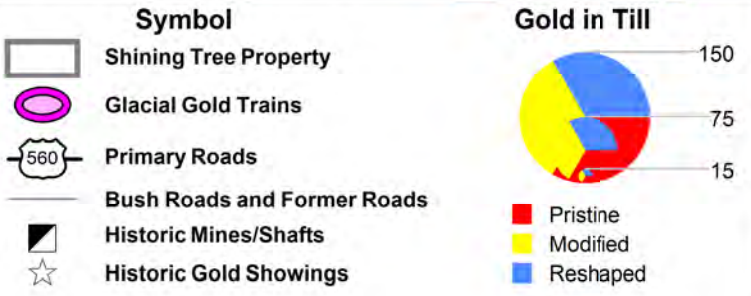 Symbol
Shining Tree Property
Glacial Gold Trains
560
Primary Roads
Bush Roads and Former Roads
Historic Mines/Shafts
Historic Gold Showings
Gold in Till
150
75
15
Pristine
Modified
Reshaped